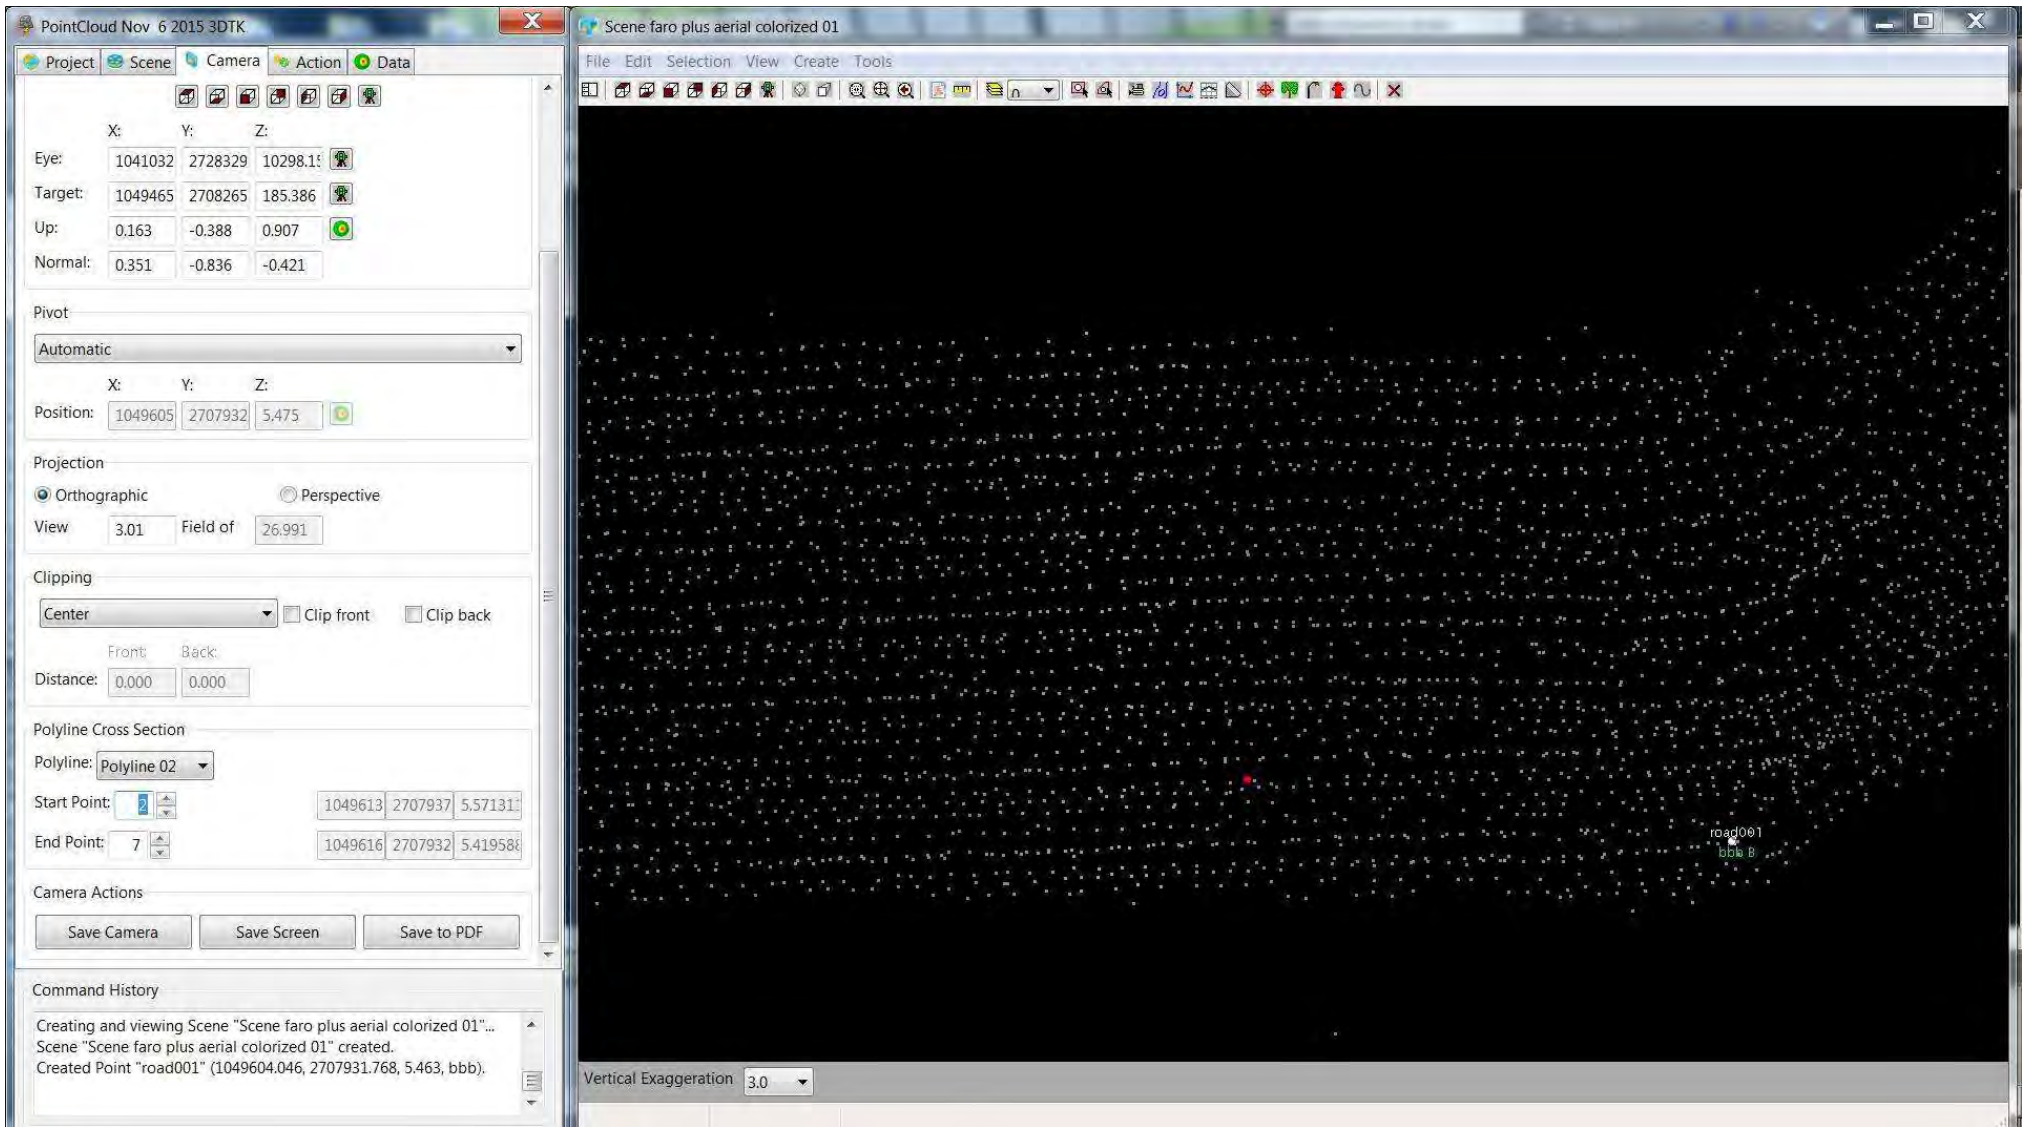 PointCloud Nov 6 2015 3DTK
Project Scene Camera Action Data
X: Y: Z:
Eye: 1041032 2728329 10298.15
Target: 1049465 2708265 185.386
Up: 0.163 -0.388 0.907
Normal: 0.351 -0.836 -0.421
Pivot
Automatic
X: Y: Z:
Position: 1049605 2707932 5.475
Projection
Orthographic Perspective
View 3.01 Field of 26.991
Clipping
Center Clip front Clip back
Front: Back:
Distance: 0.000 0.000
Polyline Cross Section
Polyline: Polyline 02
Start Point: 2 1049613 2707937 5.571311
End Point: 7 1049616 2707932 5.419588
Camera Actions
Save Camera Save Screen Save to PDF
Command History
Creating and viewing Scene "Scene faro plus aerial colorized 01"...
Scene "Scene faro plus aerial colorized 01" created.
Created Point "road001" (1049604.046, 2707931.768, 5.463, bbb).
Scene faro plus aerial colorized 01
File Edit Selection View Create Tools
road001
bbb B
Vertical Exaggeration 3.0